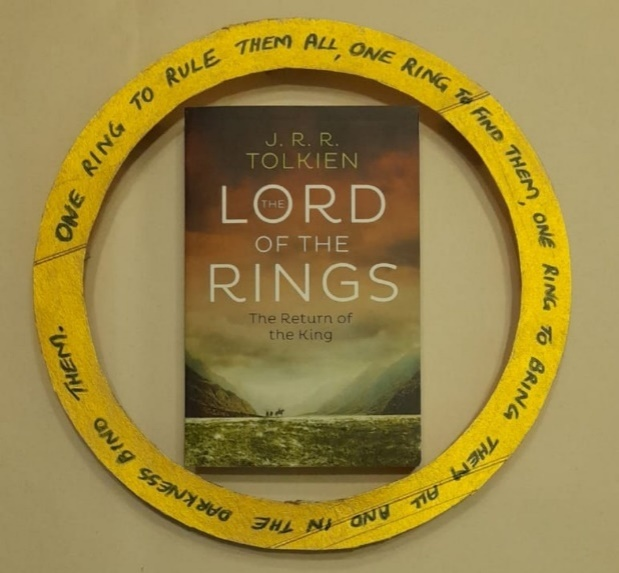 ONE RING TO RULE THEM ALL, ONE RING TO FIND THEM, ONE RING TO BRING THEM ALL AND IN THE DARKNESS BIND THEM.
J. R. R.
TOLKIEN
THE
LORD
OF THE
RINGS
The Return of
the King